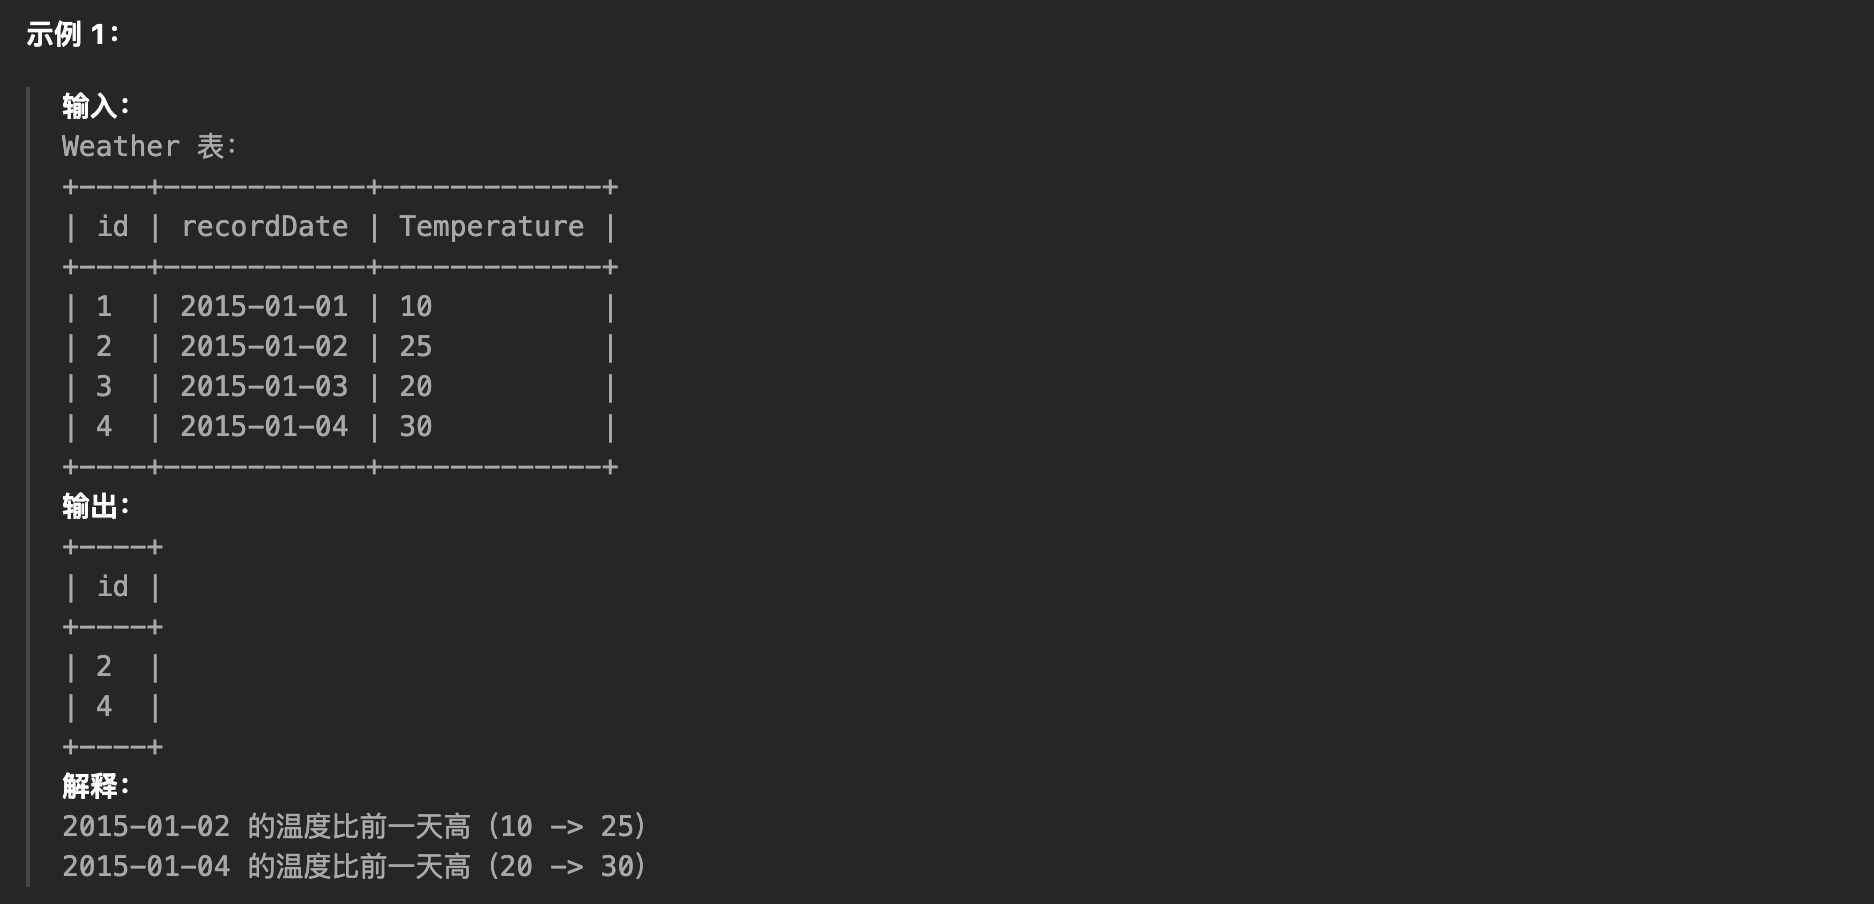 示例 1：
输入：
Weather 表：
+----+------------+-------------+
| id | recordDate | Temperature |
+----+------------+-------------+
| 1  | 2015-01-01 | 10          |
| 2  | 2015-01-02 | 25          |
| 3  | 2015-01-03 | 20          |
| 4  | 2015-01-04 | 30          |
+----+------------+-------------+
输出：
+----+
| id |
+----+
| 2  |
| 4  |
+----+
解释：
2015-01-02 的温度比前一天高（10 -> 25）
2015-01-04 的温度比前一天高（20 -> 30）